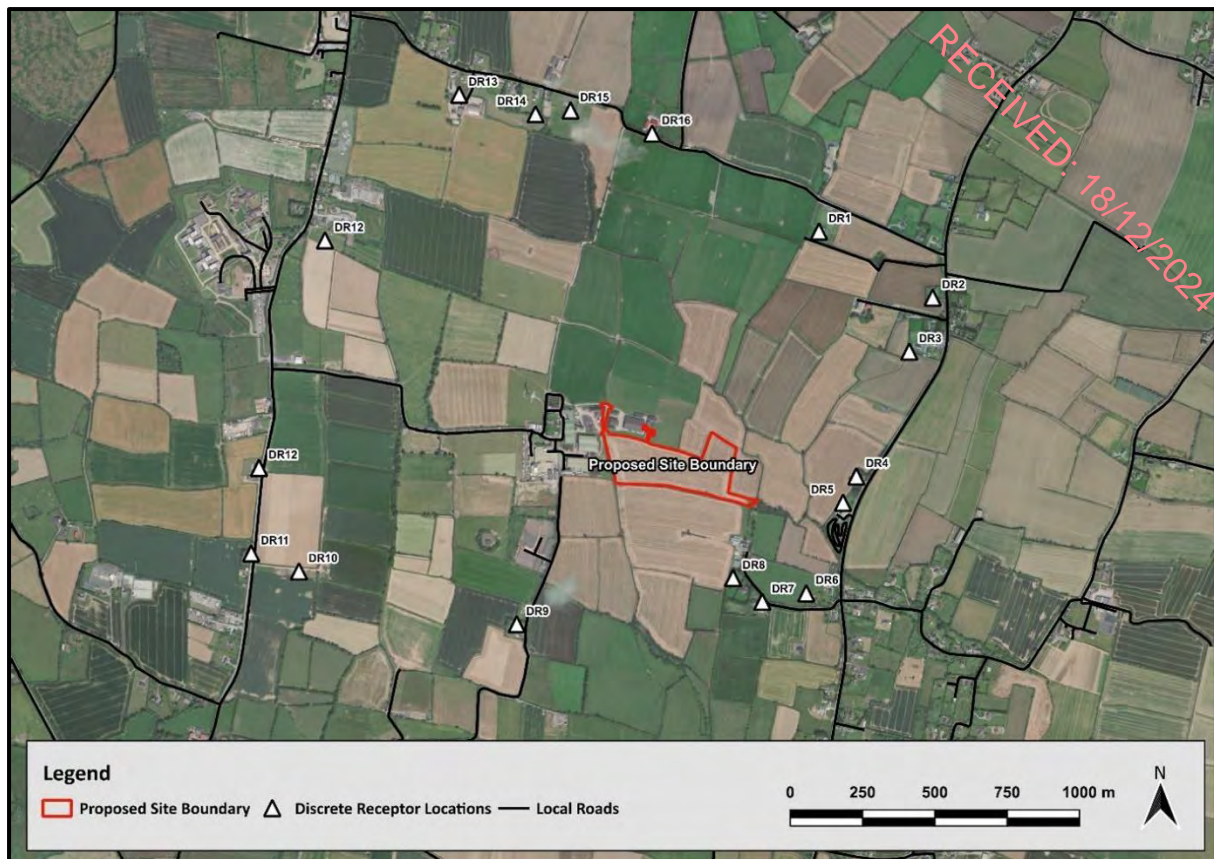 RECEIVED: 18/12/2024
DR13
DR14
DR15
DR16
DR1
DR12
DR2
DR3
Proposed Site Boundary
DR12
DR4
DR5
DR11
DR10
DR8
DR7
DR6
DR9
Legend
Proposed Site Boundary
Discrete Receptor Locations
Local Roads
0 250 500 750 1000 m
N